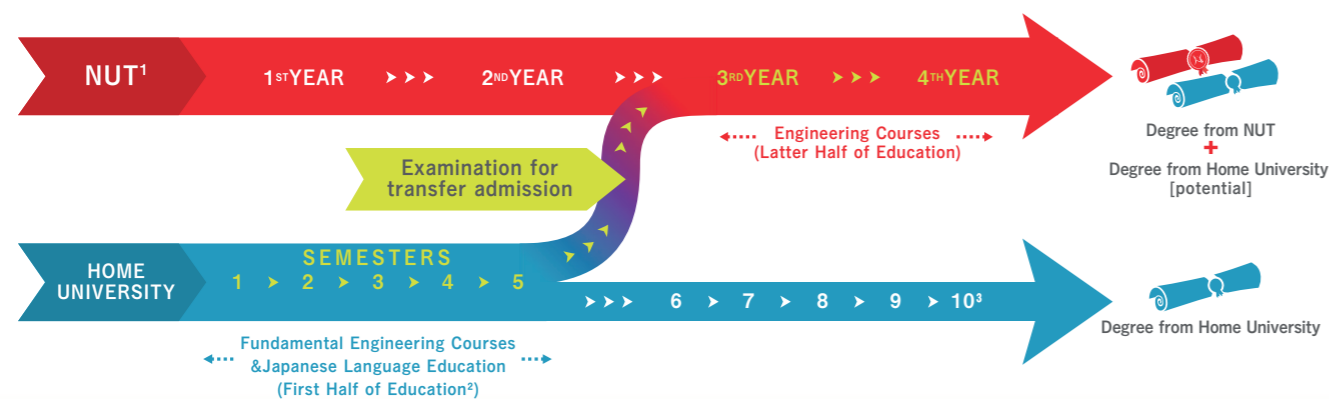 NUT¹
1ST YEAR > > > 2ND YEAR > > > 3RD YEAR > > > 4TH YEAR
Engineering Courses
(Latter Half of Education)
Degree from NUT
+
Degree from Home University
[potential]
Examination for
transfer admission
HOME
UNIVERSITY
SEMESTERS
1 > 2 > 3 > 4 > 5
> > > 6 > 7 > 8 > 9 > 10³
Fundamental Engineering Courses
&Japanese Language Education
(First Half of Education²)
Degree from Home University